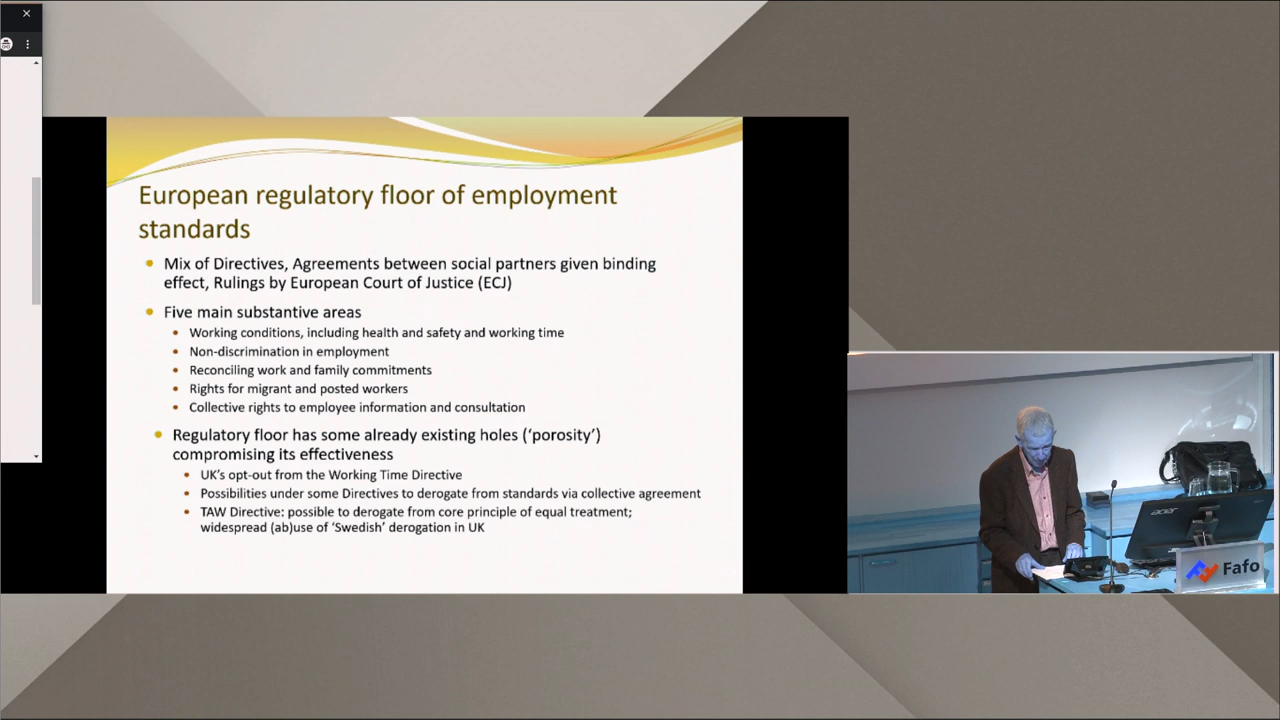 European regulatory floor of employment
standards
Mix of Directives, Agreements between social partners given binding
effect, Rulings by European Court of Justice (ECJ)
Five main substantive areas
Working conditions, including health and safety and working time
Non-discrimination in employment
Reconciling work and family commitments
Rights for migrant and posted workers
Collective rights to employee information and consultation
Regulatory floor has some already existing holes (‘porosity’)
compromising its effectiveness
UK’s opt-out from the Working Time Directive
Possibilities under some Directives to derogate from standards via collective agreement
TAW Directive: possible to derogate from core principle of equal treatment;
widespread (ab)use of ‘Swedish’ derogation in UK
acer
Fafo